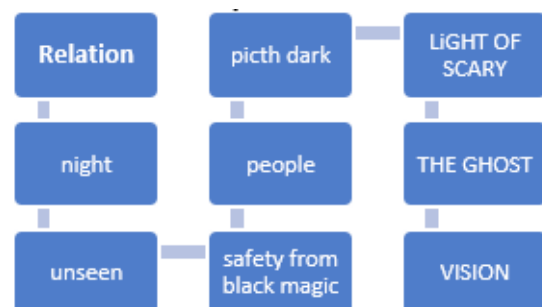 Relation
night
unseen
safety from
black magic
people
picth dark
LiGHT OF
SCARY
THE GHOST
VISION